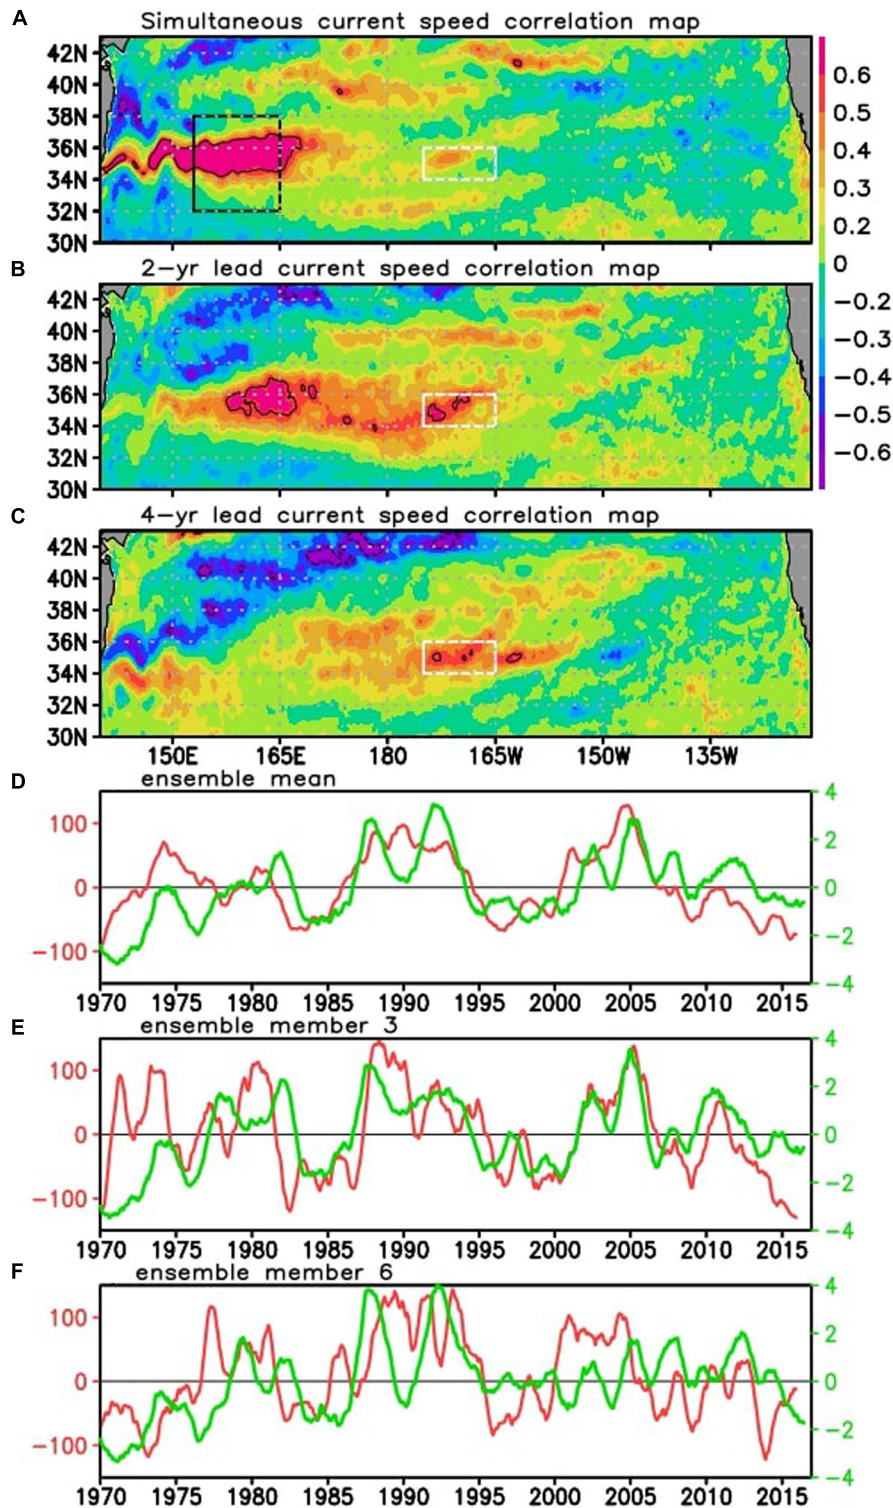 A
Simultaneous current speed correlation map
42N
40N
38N
36N
34N
32N
30N
0.6
0.5
0.4
0.3
0.2
0
−0.2
−0.3
−0.4
−0.5
−0.6
B
2−yr lead current speed correlation map
42N
40N
38N
36N
34N
32N
30N
C
4−yr lead current speed correlation map
42N
40N
38N
36N
34N
32N
30N
150E 165E 180 165W 150W 135W
D
ensemble mean
100
0
−100
4
2
0
−2
−4
1970 1975 1980 1985 1990 1995 2000 2005 2010 2015
E
ensemble member 3
100
0
−100
4
2
0
−2
−4
1970 1975 1980 1985 1990 1995 2000 2005 2010 2015
F
ensemble member 6
100
0
−100
4
2
0
−2
−4
1970 1975 1980 1985 1990 1995 2000 2005 2010 2015